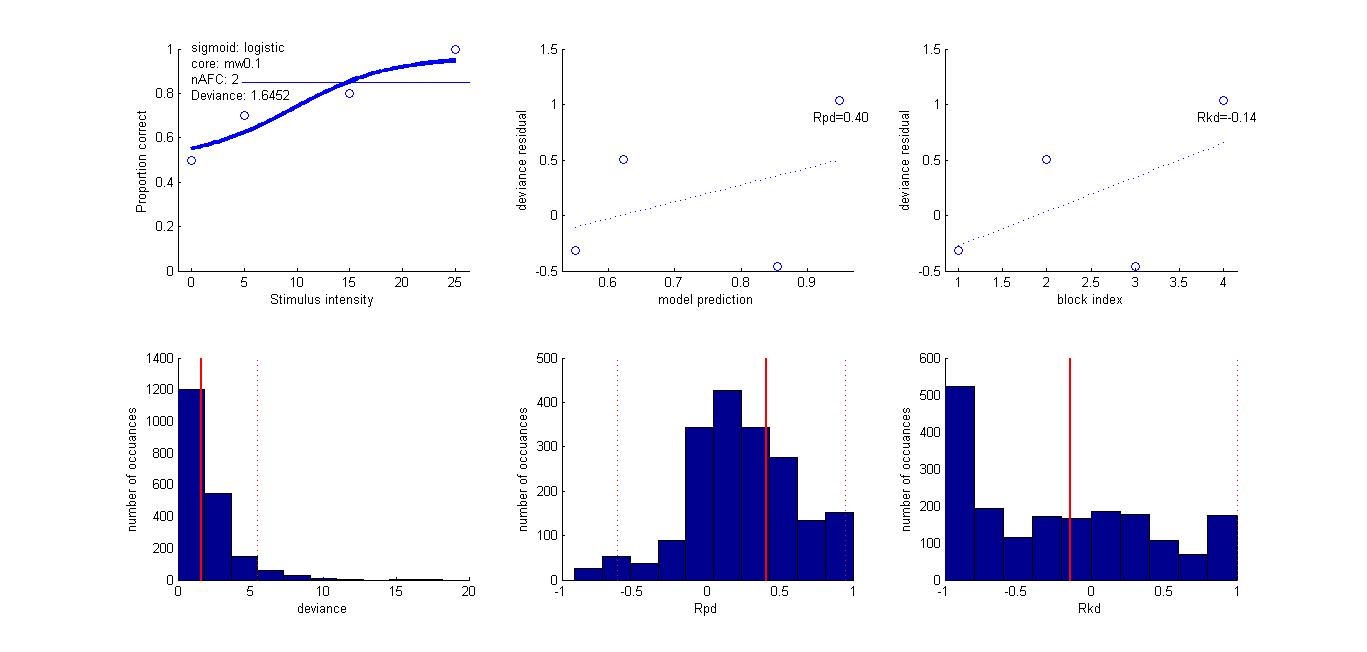 sigmoid: logistic
core: mw0.1
nAFC: 2
Deviance: 1.6452
1
0.8
0.6
0.4
0.2
0
Proportion correct
0 5 10 15 20 25
Stimulus intensity
1.5
1
0.5
0
-0.5
deviance residual
Rpd=0.40
0.6 0.7 0.8 0.9
model prediction
1.5
1
0.5
0
-0.5
deviance residual
Rkd=-0.14
1 1.5 2 2.5 3 3.5 4
block index
1400
1200
1000
800
600
400
200
0
number of occuances
0 5 10 15 20
deviance
500
400
300
200
100
0
number of occuances
-1 -0.5 0 0.5 1
Rpd
600
500
400
300
200
100
0
number of occuances
-1 -0.5 0 0.5 1
Rkd